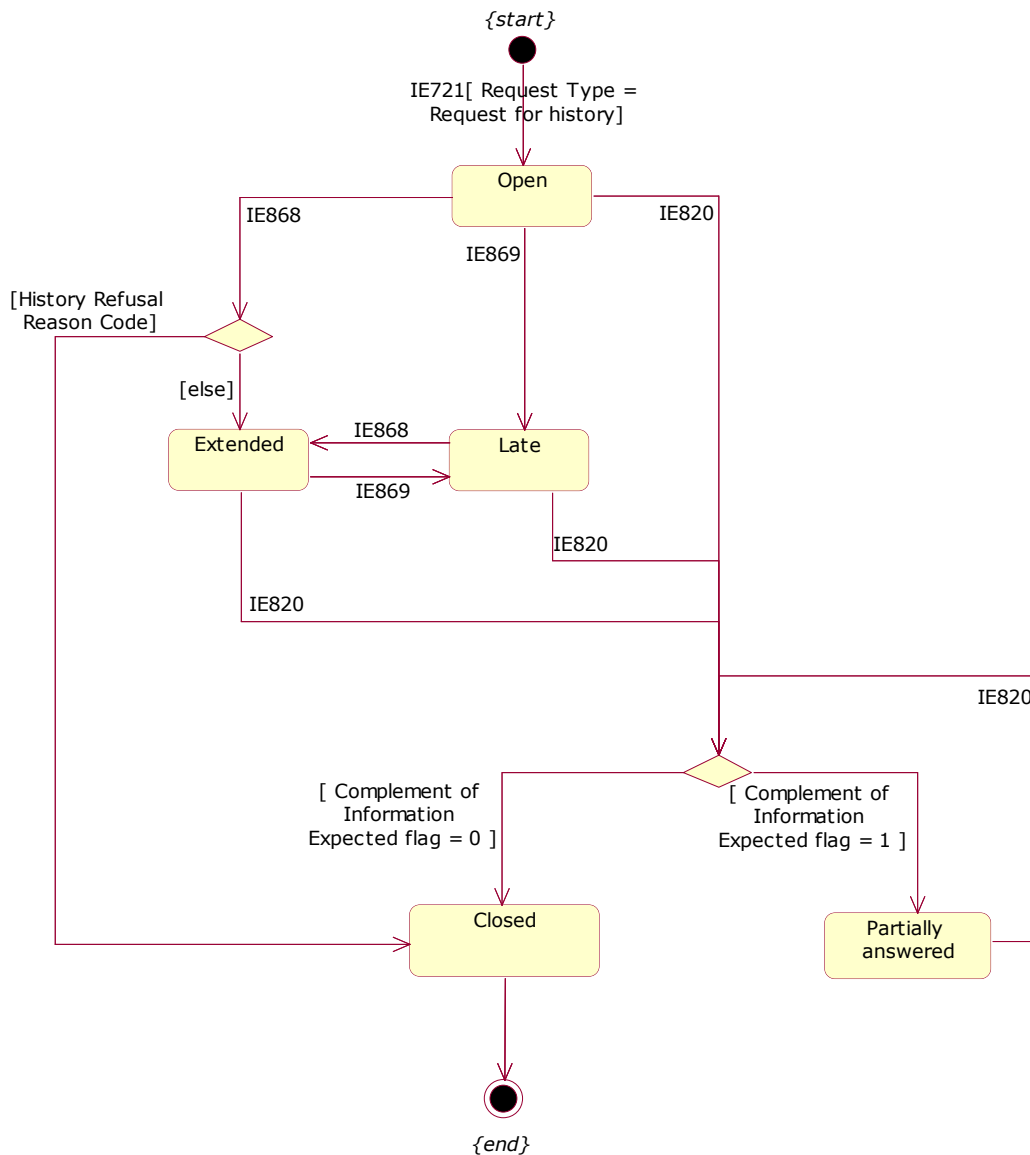 {start}
IE721[ Request Type =
Request for history]
Open
IE868
IE820
IE869
[History Refusal
Reason Code]
[else]
Extended
IE868
Late
IE869
IE820
IE820
IE820
[ Complement of
Information
Expected flag = 0 ]
[ Complement of
Information
Expected flag = 1 ]
Closed
Partially
answered
{end}